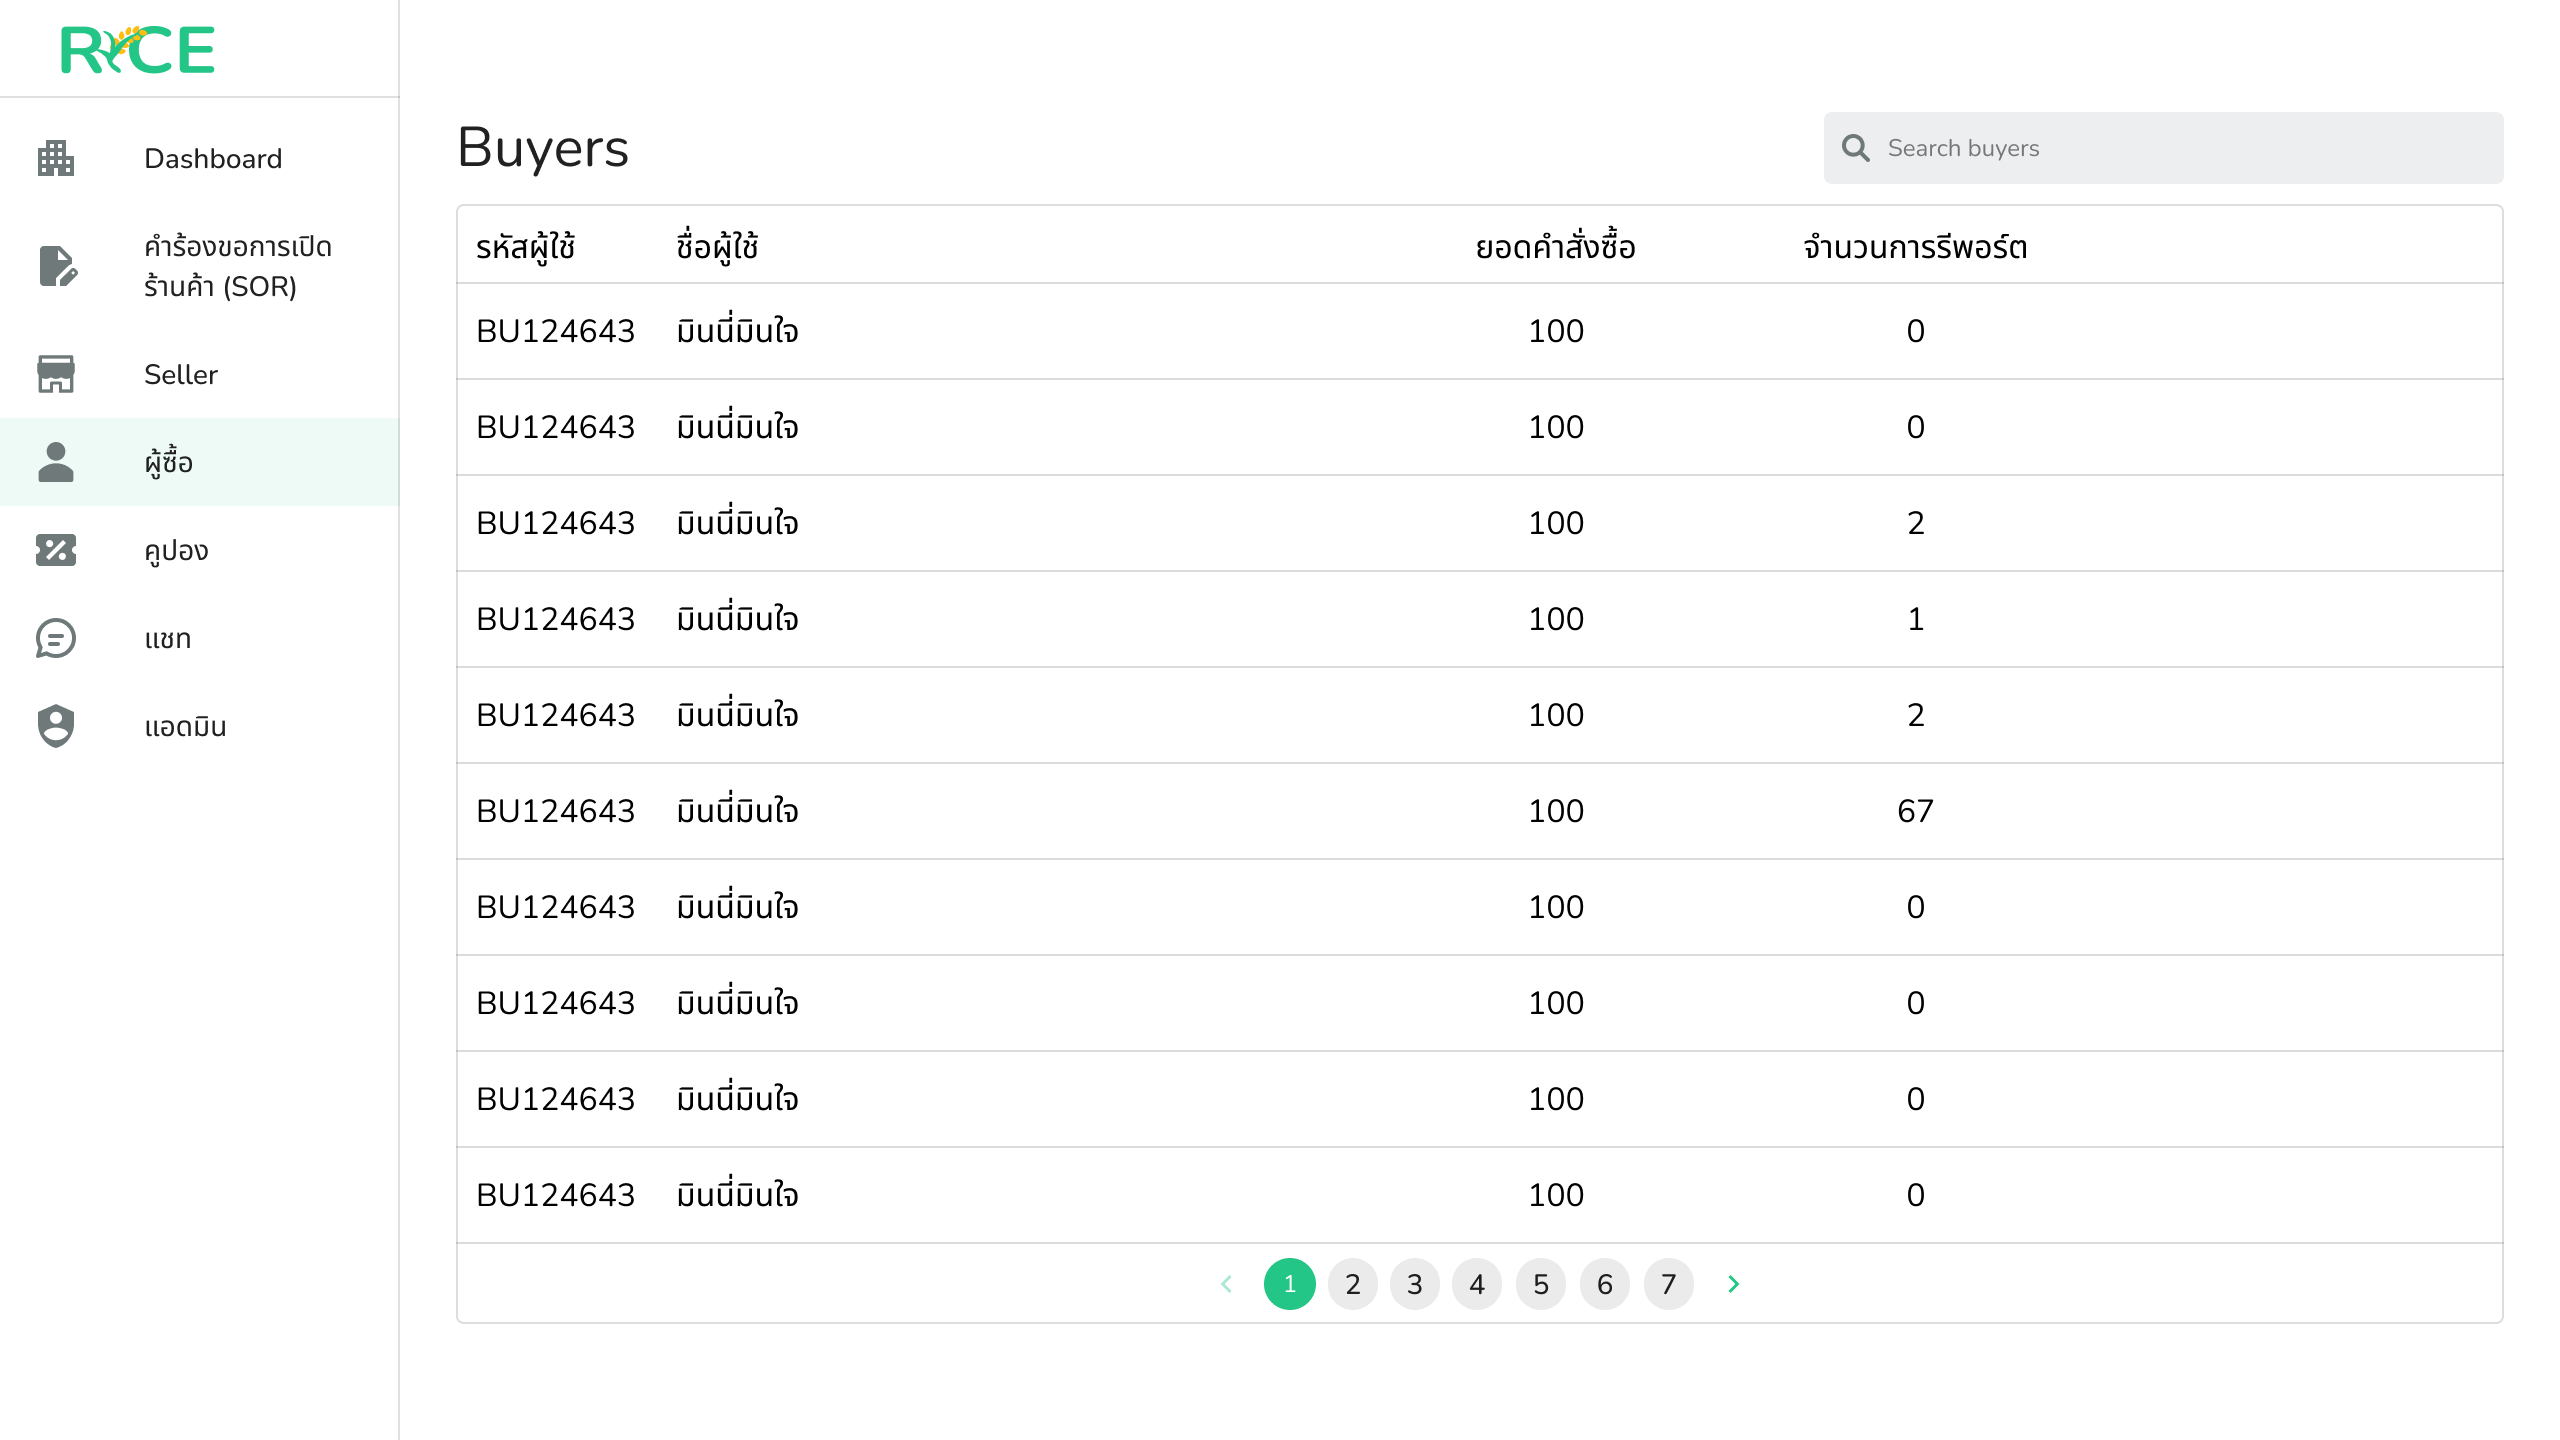 RICE
Dashboard
คำร้องขอการเปิด
ร้านค้า (SOR)
Seller
ผู้ซื้อ
คูปอง
แชท
แอดมิน
Buyers
Search buyers
รหัสผู้ใช้ ชื่อผู้ใช้ ยอดคำสั่งซื้อ จำนวนการรีพอร์ต
BU124643 มินนี่มินใจ 100 0
BU124643 มินนี่มินใจ 100 0
BU124643 มินนี่มินใจ 100 2
BU124643 มินนี่มินใจ 100 1
BU124643 มินนี่มินใจ 100 2
BU124643 มินนี่มินใจ 100 67
BU124643 มินนี่มินใจ 100 0
BU124643 มินนี่มินใจ 100 0
BU124643 มินนี่มินใจ 100 0
BU124643 มินนี่มินใจ 100 0
1 2 3 4 5 6 7